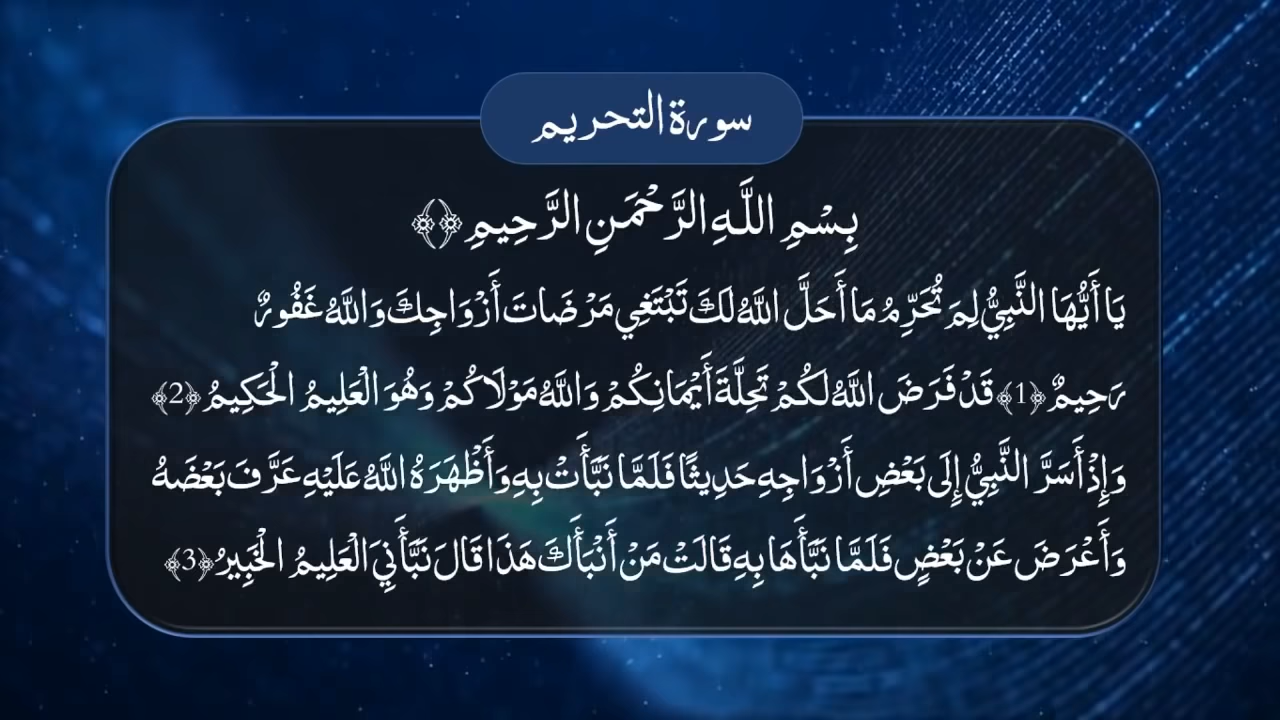 سورة التحريم
بِسْمِ اللَّهِ الرَّحْمَنِ الرَّحِيمِ ﴿﴾
يَا أَيُّهَا النَّبِيُّ لِمَ تُحَرِّمُ مَا أَحَلَّ اللَّهُ لَكَ تَبْتَغِي مَرْضَاتَ أَزْوَاجِكَ وَاللَّهُ غَفُورٌ
رَحِيمٌ ﴿1﴾ قَدْ فَرَضَ اللَّهُ لَكُمْ تَحِلَّةَ أَيْمَانِكُمْ وَاللَّهُ مَوْلَاكُمْ وَهُوَ الْعَلِيمُ الْحَكِيمُ ﴿2﴾
وَإِذْ أَسَرَّ النَّبِيُّ إِلَى بَعْضِ أَزْوَاجِهِ حَدِيثًا فَلَمَّا نَبَّأَتْ بِهِ وَأَظْهَرَهُ اللَّهُ عَلَيْهِ عَرَّفَ بَعْضَهُ
وَأَعْرَضَ عَنْ بَعْضٍ فَلَمَّا نَبَّأَهَا بِهِ قَالَتْ مَنْ أَنْبَأَكَ هَذَا قَالَ نَبَّأَنِيَ الْعَلِيمُ الْخَبِيرُ ﴿3﴾